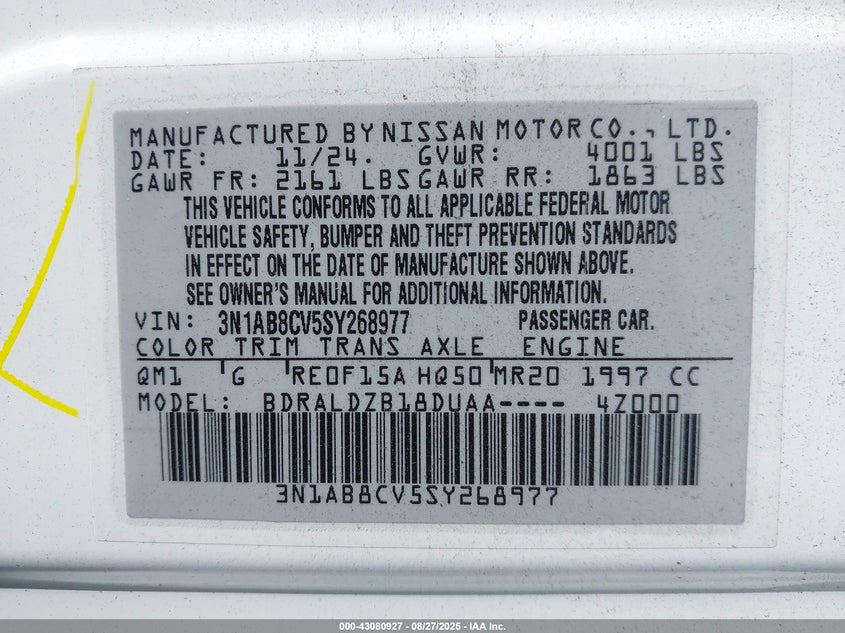 MANUFACTURED BY NISSAN MOTOR CO., LTD.
DATE: 11/24. GVWR: 4001 LBS
GAWR FR: 2161 LBS GAWR RR: 1863 LBS
THIS VEHICLE CONFORMS TO ALL APPLICABLE FEDERAL MOTOR
VEHICLE SAFETY, BUMPER AND THEFT PREVENTION STANDARDS
IN EFFECT ON THE DATE OF MANUFACTURE SHOWN ABOVE.
SEE OWNER'S MANUAL FOR ADDITIONAL INFORMATION.
VIN: 3N1AB8CV5SY268977 PASSENGER CAR.
COLOR TRIM TRANS AXLE ENGINE
QM1 G RE0F15A HQ50 MR20 1997 CC
MODEL: BDRALDZB18DUAA---- 4Z000
3N1AB8CV5SY268977
000-43080927 - 08/27/2025 - IAA Inc.